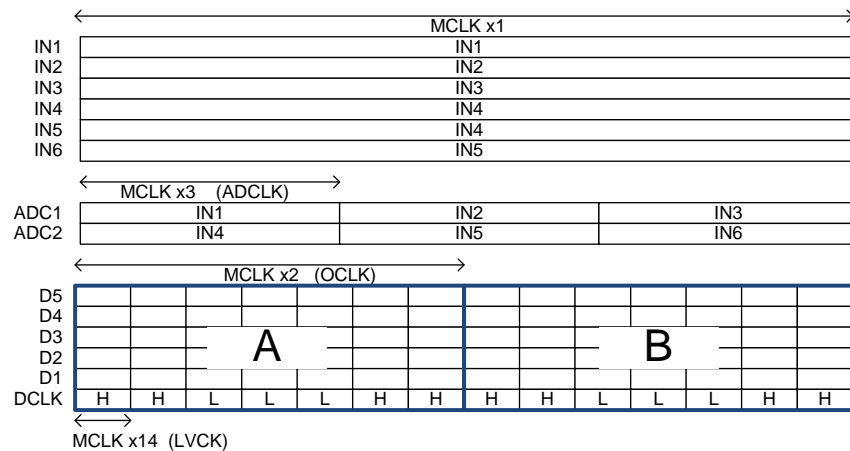 MCLK x1
IN1 IN1
IN2 IN2
IN3 IN3
IN4 IN4
IN5 IN4
IN6 IN5
MCLK x3 (ADCLK)
ADC1 IN1 IN2 IN3
ADC2 IN4 IN5 IN6
MCLK x2 (OCLK)
D5
D4
D3
D2
D1
A B
DCLK H H L L L H H H H L L L H H
MCLK x14 (LVCK)